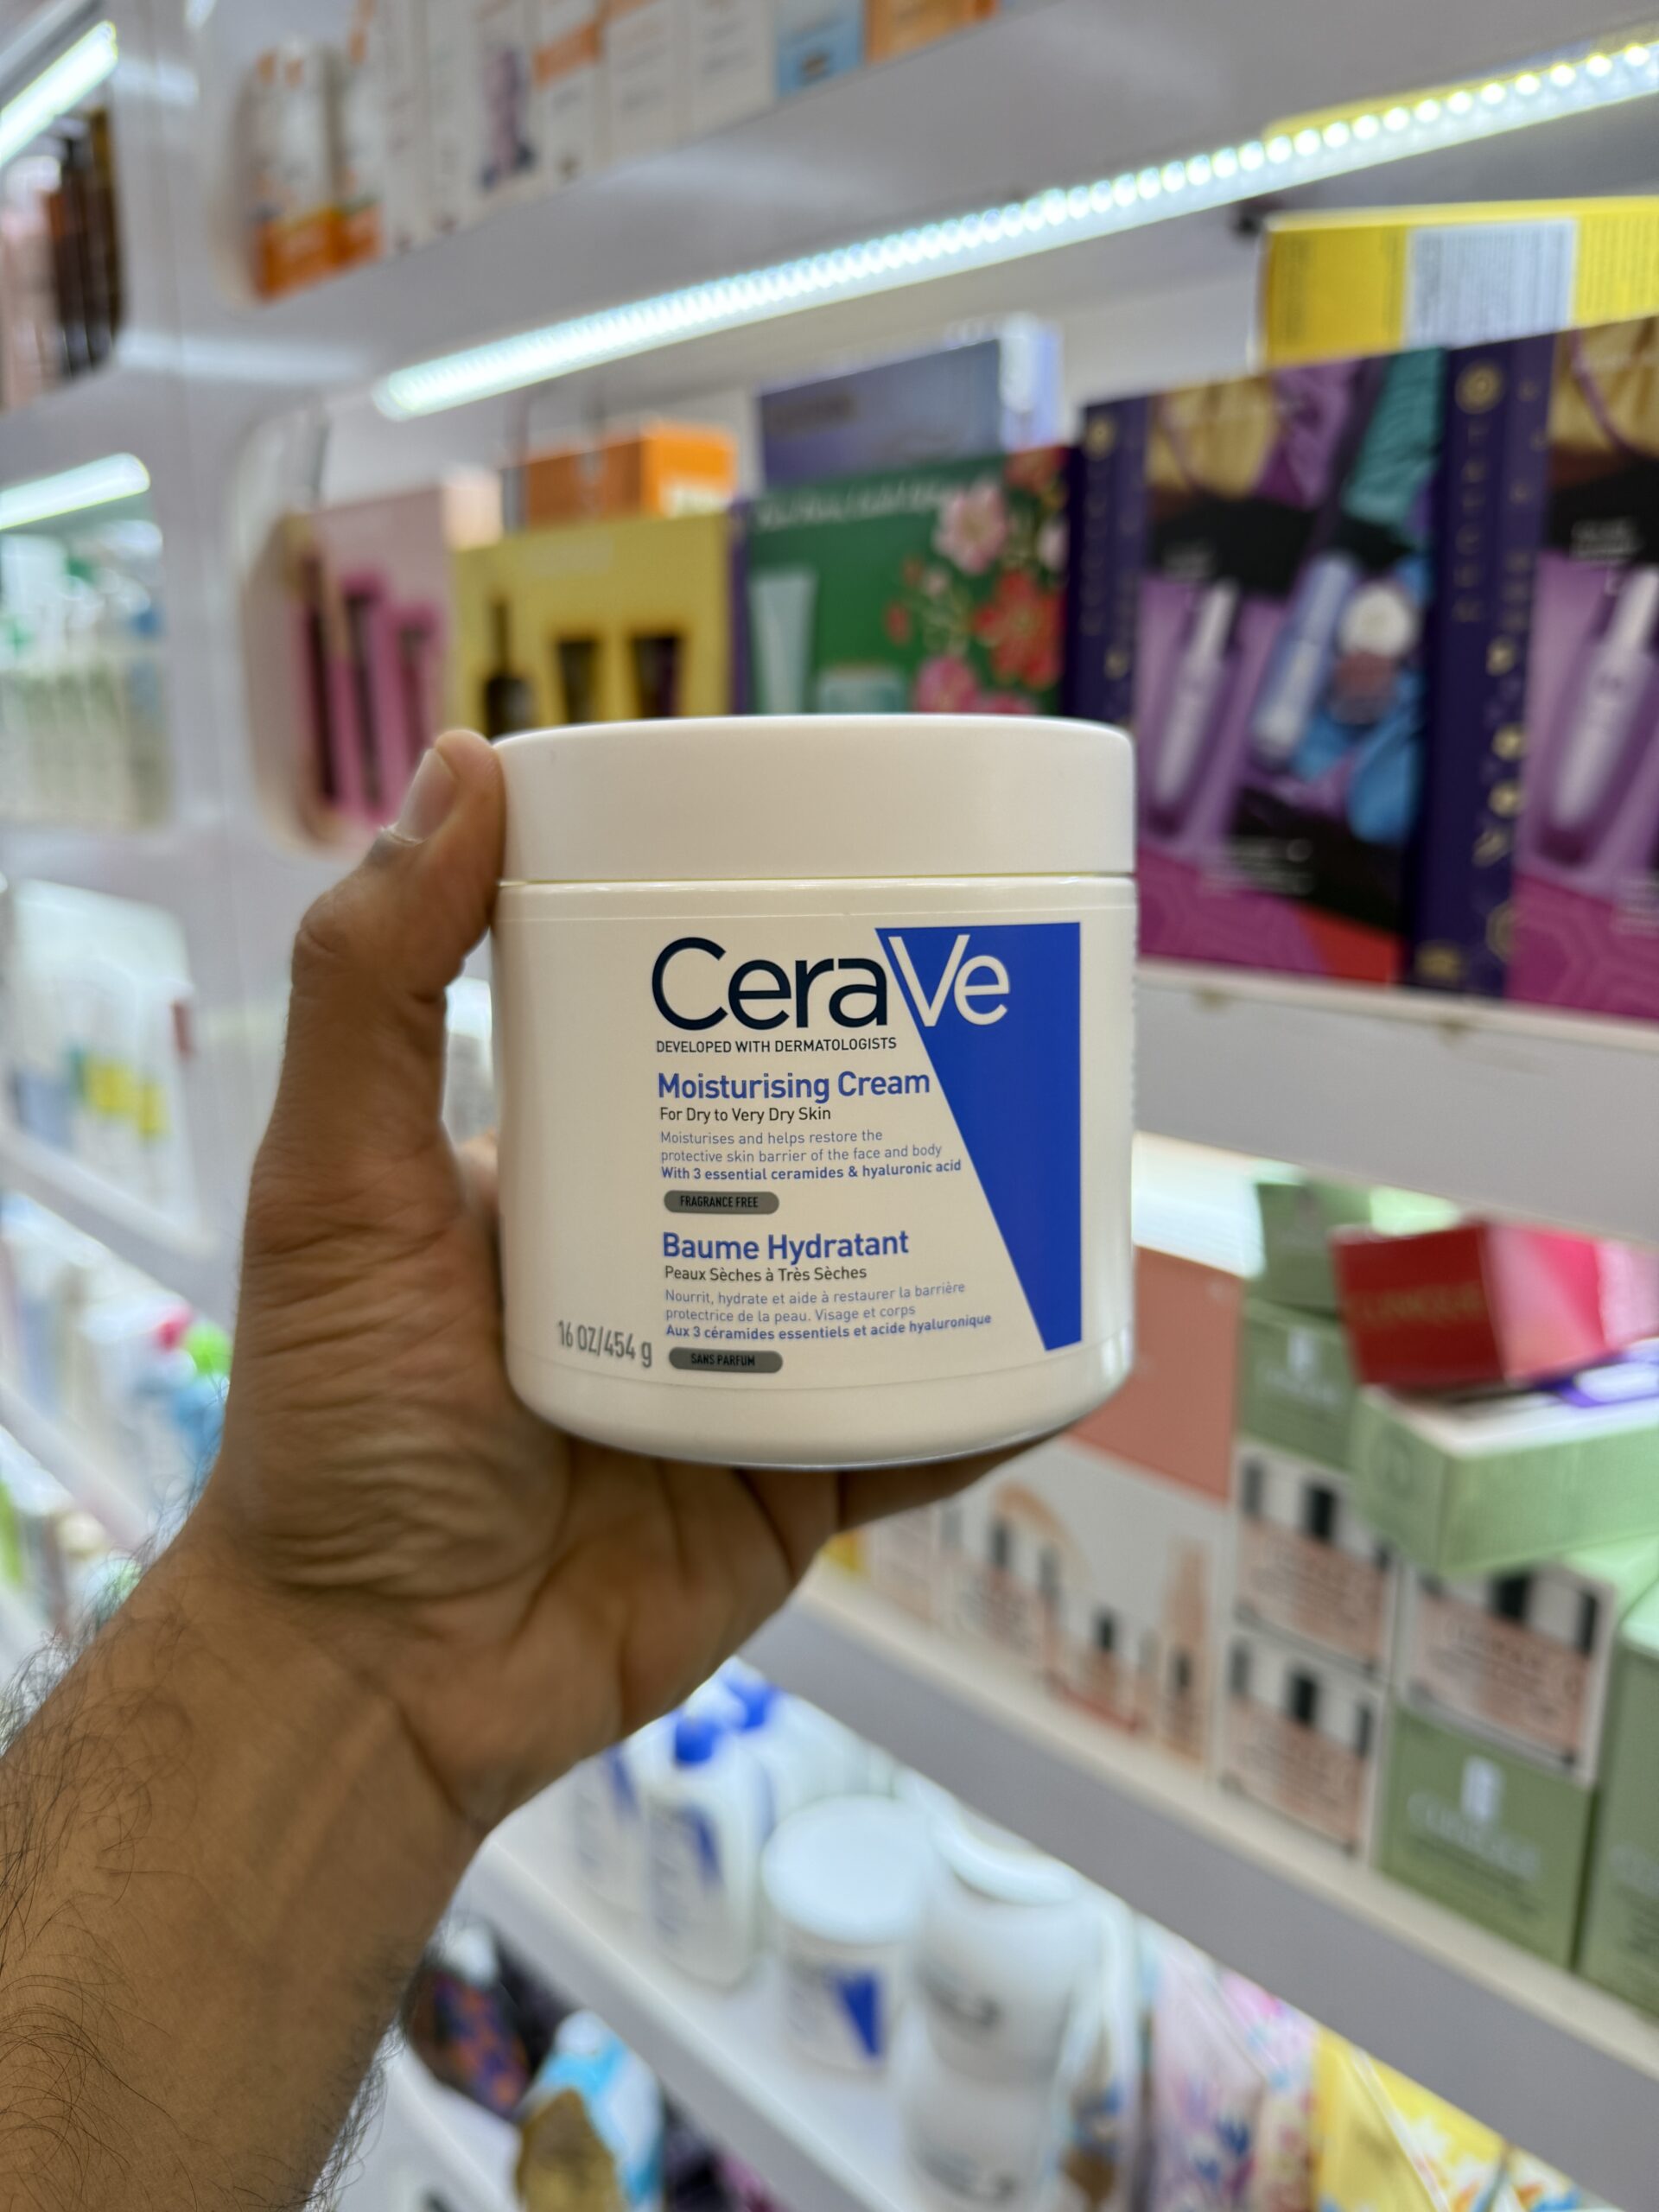 CeraVe
DEVELOPED WITH DERMATOLOGISTS
Moisturising Cream
For Dry to Very Dry Skin
Moisturises and helps restore the
protective skin barrier of the face and body
With 3 essential ceramides & hyaluronic acid
FRAGRANCE FREE
Baume Hydratant
Peaux Sèches à Très Sèches
Nourrit, hydrate et aide à restaurer la barrière
protectrice de la peau. Visage et corps
Aux 3 céramides essentiels et acide hyaluronique
SANS PARFUM
16 OZ/454 g
CLINIQUE